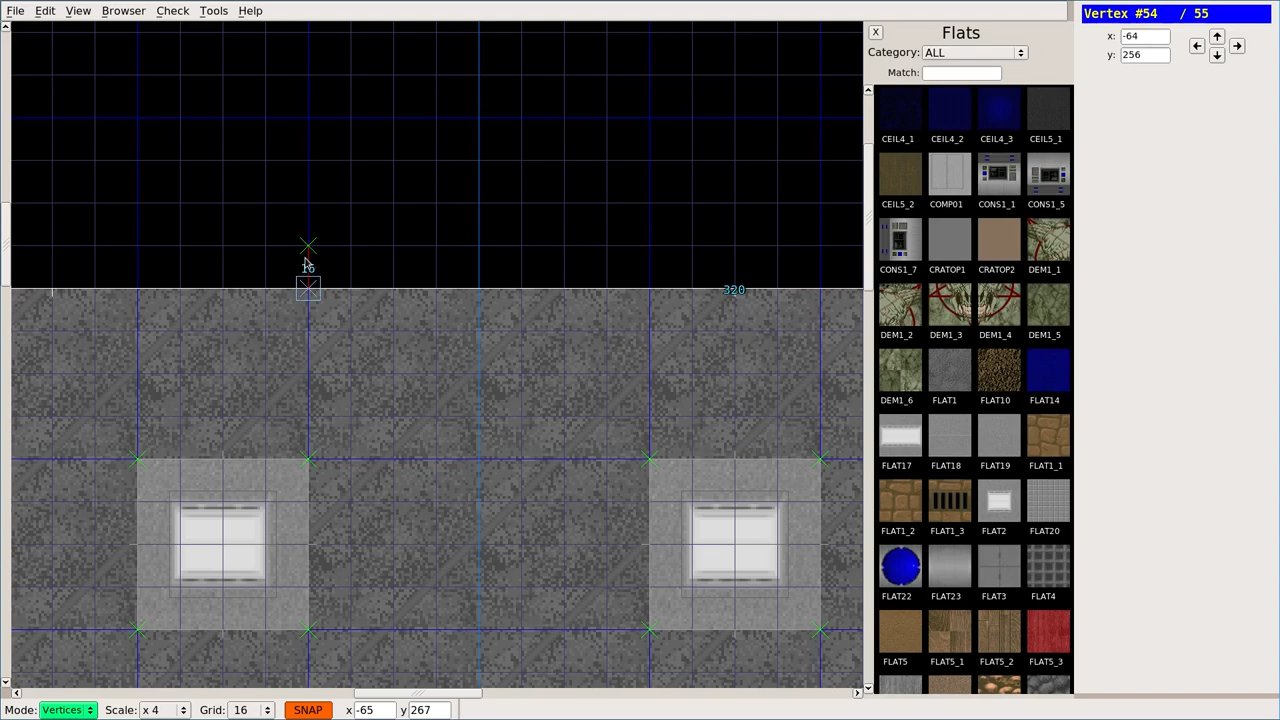 File Edit View Browser Check Tools Help
Flats
X
Category: ALL
Match:
Vertex #54 / 55
x: -64
y: 256
16
320
CEIL4_1 CEIL4_2 CEIL4_3 CEIL5_1
CEIL5_2 COMP01 CONS1_1 CONS1_5
CONS1_7 CRATOP1 CRATOP2 DEM1_1
DEM1_2 DEM1_3 DEM1_4 DEM1_5
DEM1_6 FLAT1 FLAT10 FLAT14
FLAT17 FLAT18 FLAT19 FLAT1_1
FLAT1_2 FLAT1_3 FLAT2 FLAT20
FLAT22 FLAT23 FLAT3 FLAT4
FLAT5 FLAT5_1 FLAT5_2 FLAT5_3
Mode: Vertices Scale: x 4 Grid: 16 SNAP x -65 y 267